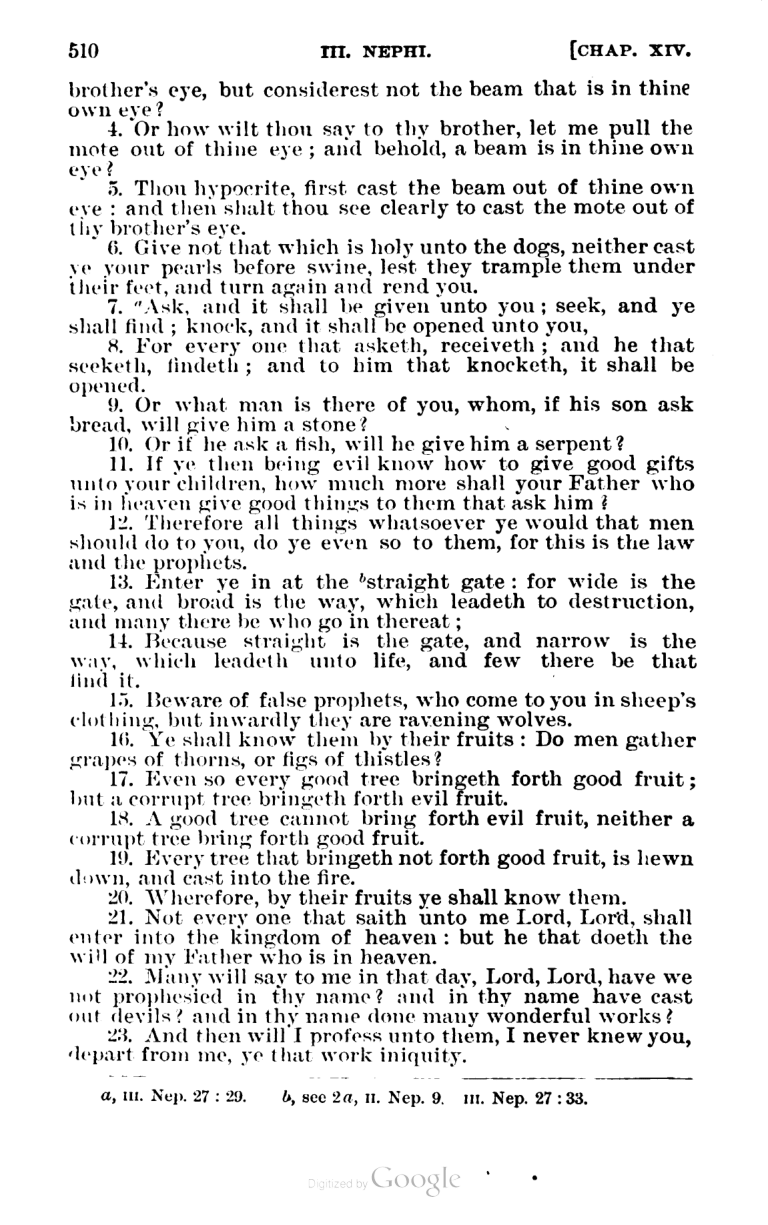 510 III. NEPHI. [CHAP. XIV.
brother's eye, but considerest not the beam that is in thine
own eye?
4. Or how wilt thou say to thy brother, let me pull the
mote out of thine eye; and behold, a beam is in thine own
eye?
5. Thou hypocrite, first cast the beam out of thine own
eye: and then shalt thou see clearly to cast the mote out of
thy brother's eye.
6. Give not that which is holy unto the dogs, neither cast
ye your pearls before swine, lest they trample them under
their feet, and turn again and rend you.
7. ªAsk, and it shall be given unto you; seek, and ye
shall find; knock, and it shall be opened unto you,
8. For every one that asketh, receiveth; and he that
seeketh, findeth; and to him that knocketh, it shall be
opened.
9. Or what man is there of you, whom, if his son ask
bread, will give him a stone?
10. Or if he ask a fish, will he give him a serpent?
11. If ye then being evil know how to give good gifts
unto your children, how much more shall your Father who
is in heaven give good things to them that ask him?
12. Therefore all things whatsoever ye would that men
should do to you, do ye even so to them, for this is the law
and the prophets.
13. Enter ye in at the ᵇstraight gate: for wide is the
gate, and broad is the way, which leadeth to destruction,
and many there be who go in thereat;
14. Because straight is the gate, and narrow is the
way, which leadeth unto life, and few there be that
find it.
15. Beware of false prophets, who come to you in sheep's
clothing, but inwardly they are ravening wolves.
16. Ye shall know them by their fruits: Do men gather
grapes of thorns, or figs of thistles?
17. Even so every good tree bringeth forth good fruit;
but a corrupt tree bringeth forth evil fruit.
18. A good tree cannot bring forth evil fruit, neither a
corrupt tree bring forth good fruit.
19. Every tree that bringeth not forth good fruit, is hewn
down, and cast into the fire.
20. Wherefore, by their fruits ye shall know them.
21. Not every one that saith unto me Lord, Lord, shall
enter into the kingdom of heaven: but he that doeth the
will of my Father who is in heaven.
22. Many will say to me in that day, Lord, Lord, have we
not prophesied in thy name? and in thy name have cast
out devils? and in thy name done many wonderful works?
23. And then will I profess unto them, I never knew you,
depart from me, ye that work iniquity.
a, III. Nep. 27: 29. b, see 2a, II. Nep. 9. III. Nep. 27: 33.
Digitized by Google